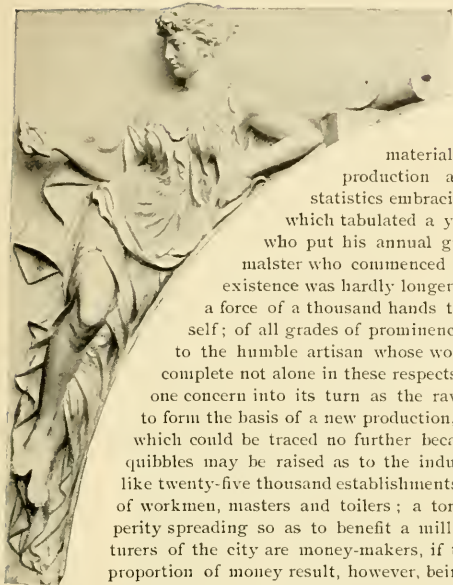 material
production a
statistics embraci
which tabulated a y
who put his annual g
malster who commenced
existence was hardly longer
a force of a thousand hands t
self; of all grades of prominenc
to the humble artisan whose wo
complete not alone in these respects
one concern into its turn as the ra
to form the basis of a new production.
which could be traced no further beca
quibbles may be raised as to the indu
like twenty-five thousand establishments
of workmen, masters and toilers; a tor
perity spreading so as to benefit a mill
turers of the city are money-makers, if
proportion of money result, however, bein